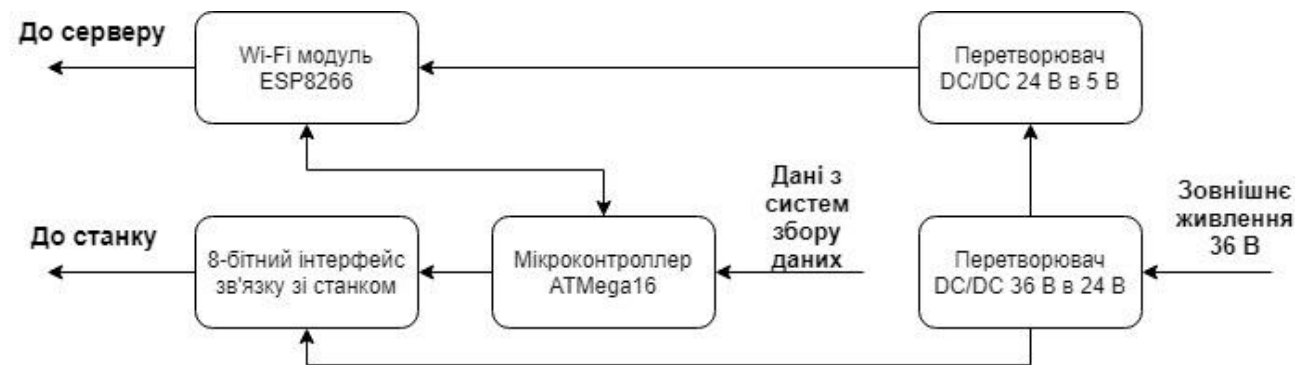 До серверу
Wi-Fi модуль
ESP8266
Перетворювач
DC/DC 24 В в 5 В
Дані з
систем
збору
даних
Зовнішнє
живлення
36 В
До станку
8-бітний інтерфейс
зв'язку зі станком
Мікроконтроллер
ATMega16
Перетворювач
DC/DC 36 В в 24 В